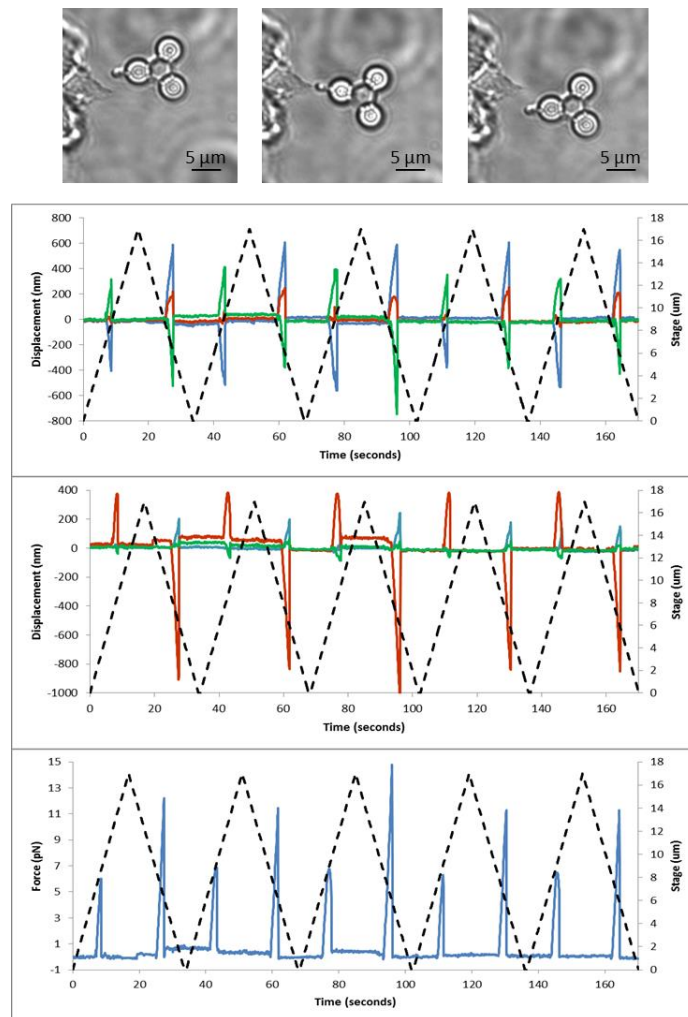 5 µm 5 µm 5 µm
800 18
600 16
400 14
200 12
0 10
-200 8
-400 6
-600 4
-800 2
0
Displacement (nm)
Stage (um)
0 20 40 60 80 100 120 140 160
Time (seconds)
400 18
200 16
0 14
-200 12
-400 10
-600 8
-800 6
-1000 4
2
0
Displacement (nm)
Stage (um)
0 20 40 60 80 100 120 140 160
Time (seconds)
15 18
13 16
11 14
9 12
7 10
5 8
3 6
1 4
-1 2
0
Force (pN)
Stage (um)
0 20 40 60 80 100 120 140 160
Time (seconds)